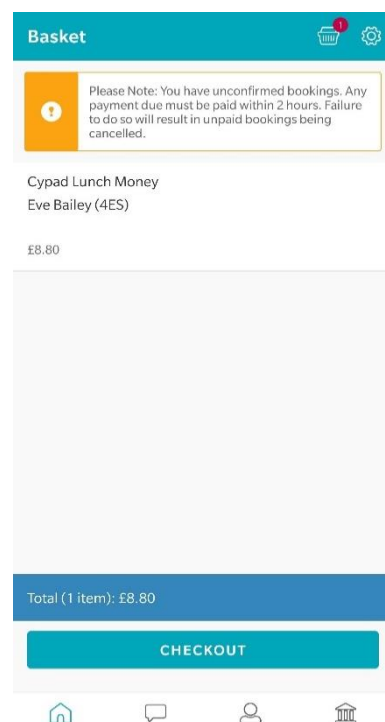 Basket
1
Please Note: You have unconfirmed bookings. Any
payment due must be paid within 2 hours. Failure
to do so will result in unpaid bookings being
cancelled.
Cypad Lunch Money
Eve Bailey (4ES)
£8.80
Total (1 item): £8.80
CHECKOUT